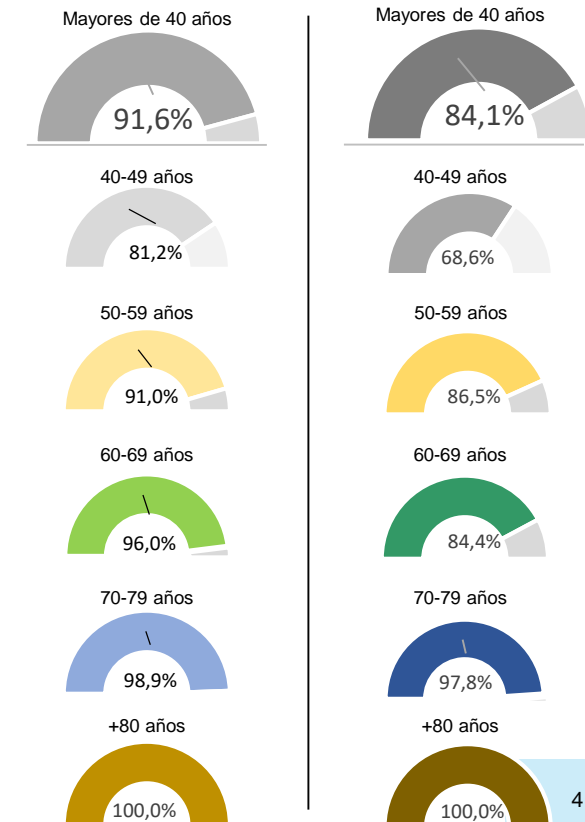 Mayores de 40 años
91,6%
40-49 años
81,2%
50-59 años
91,0%
60-69 años
96,0%
70-79 años
98,9%
+80 años
100,0%
Mayores de 40 años
84,1%
40-49 años
68,6%
50-59 años
86,5%
60-69 años
84,4%
70-79 años
97,8%
+80 años
100,0%
4